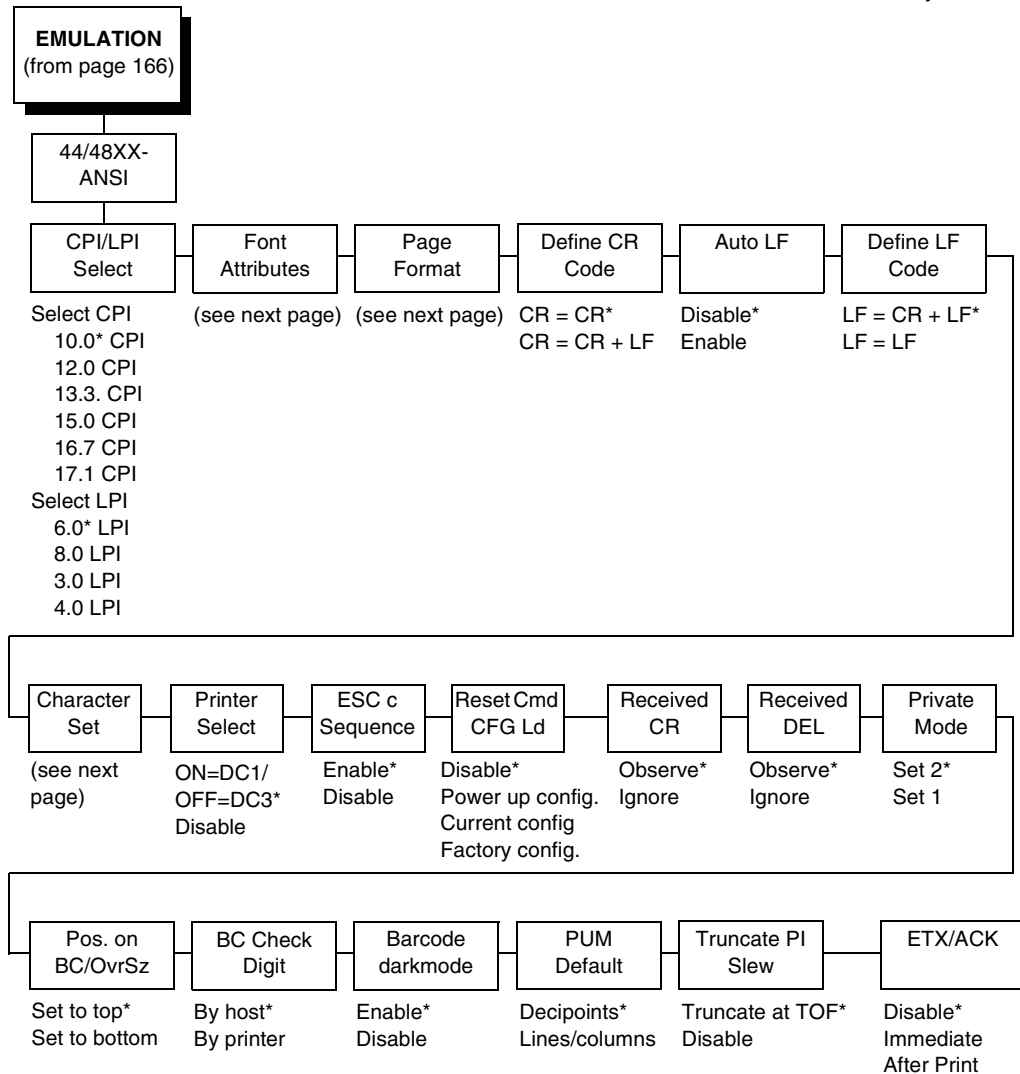 EMULATION
(from page 166)
44/48XX-
ANSI
CPI/LPI
Select
Font
Attributes
Page
Format
Define CR
Code
Auto LF
Define LF
Code
Select CPI
10.0* CPI
12.0 CPI
13.3. CPI
15.0 CPI
16.7 CPI
17.1 CPI
Select LPI
6.0* LPI
8.0 LPI
3.0 LPI
4.0 LPI
(see next page)
(see next page)
CR = CR*
CR = CR + LF
Disable*
Enable
LF = CR + LF*
LF = LF
Character
Set
Printer
Select
ESC c
Sequence
Reset Cmd
CFG Ld
Received
CR
Received
DEL
Private
Mode
(see next
page)
ON=DC1/
OFF=DC3*
Disable
Enable*
Disable
Disable*
Power up config.
Current config
Factory config.
Observe*
Ignore
Observe*
Ignore
Set 2*
Set 1
Pos. on
BC/OvrSz
BC Check
Digit
Barcode
darkmode
PUM
Default
Truncate PI
Slew
ETX/ACK
Set to top*
Set to bottom
By host*
By printer
Enable*
Disable
Decipoints*
Lines/columns
Truncate at TOF*
Disable
Disable*
Immediate
After Print